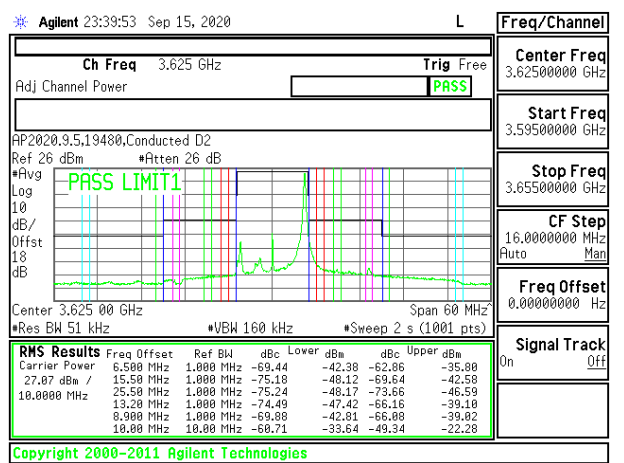 Agilent 23:39:53 Sep 15, 2020 L Freq/Channel
Ch Freq 3.625 GHz Trig Free
Adj Channel Power PASS
Center Freq
3.62500000 GHz
Start Freq
3.59500000 GHz
Stop Freq
3.65500000 GHz
CF Step
16.0000000 MHz
Auto Man
Freq Offset
0.00000000 Hz
Signal Track
On Off
AP2020.9.5,19480,Conducted D2
Ref 26 dBm #Atten 26 dB
#Avg
Log
10
dB/
Offst
18
dB
PASS LIMIT1
Center 3.625 00 GHz Span 60 MHz
#Res BW 51 kHz #VBW 160 kHz #Sweep 2 s (1001 pts)
RMS Results Freq Offset Ref BW dBc Lower dBm dBc Upper dBm
Carrier Power 6.500 MHz 1.000 MHz -69.44 -42.38 -62.86 -35.80
27.07 dBm / 15.50 MHz 1.000 MHz -75.18 -48.12 -69.64 -42.58
10.0000 MHz 25.50 MHz 1.000 MHz -75.24 -48.17 -73.66 -46.59
13.20 MHz 1.000 MHz -74.49 -47.42 -66.16 -39.10
8.900 MHz 1.000 MHz -69.88 -42.81 -66.08 -39.02
10.00 MHz 10.00 MHz -60.71 -33.64 -49.34 -22.28
Copyright 2000-2011 Agilent Technologies